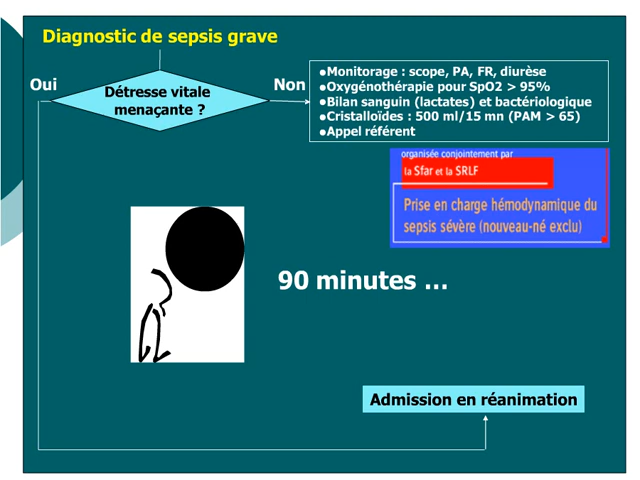 Diagnostic de sepsis grave
Oui
Détresse vitale
menaçante ?
Non
●Monitorage : scope, PA, FR, diurèse
●Oxygénothérapie pour SpO2 > 95%
●Bilan sanguin (lactates) et bactériologique
●Cristalloïdes : 500 ml/15 mn (PAM > 65)
●Appel référent
organisée conjointement par
la Sfar et la SRLF
Prise en charge hémodynamique du
sepsis sévère (nouveau-né exclu)
90 minutes ...
Admission en réanimation